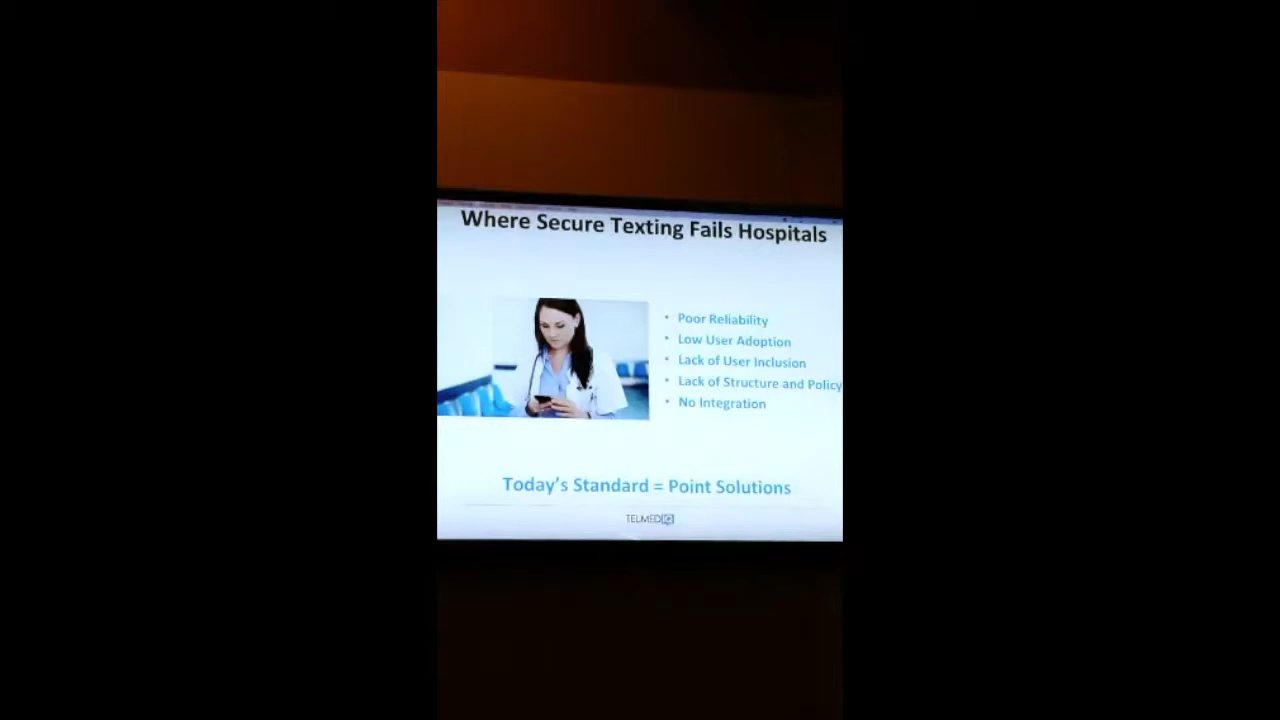 Where Secure Texting Fails Hospitals
• Poor Reliability
• Low User Adoption
• Lack of User Inclusion
• Lack of Structure and Policy
• No Integration
Today's Standard = Point Solutions
TELMEDIQ